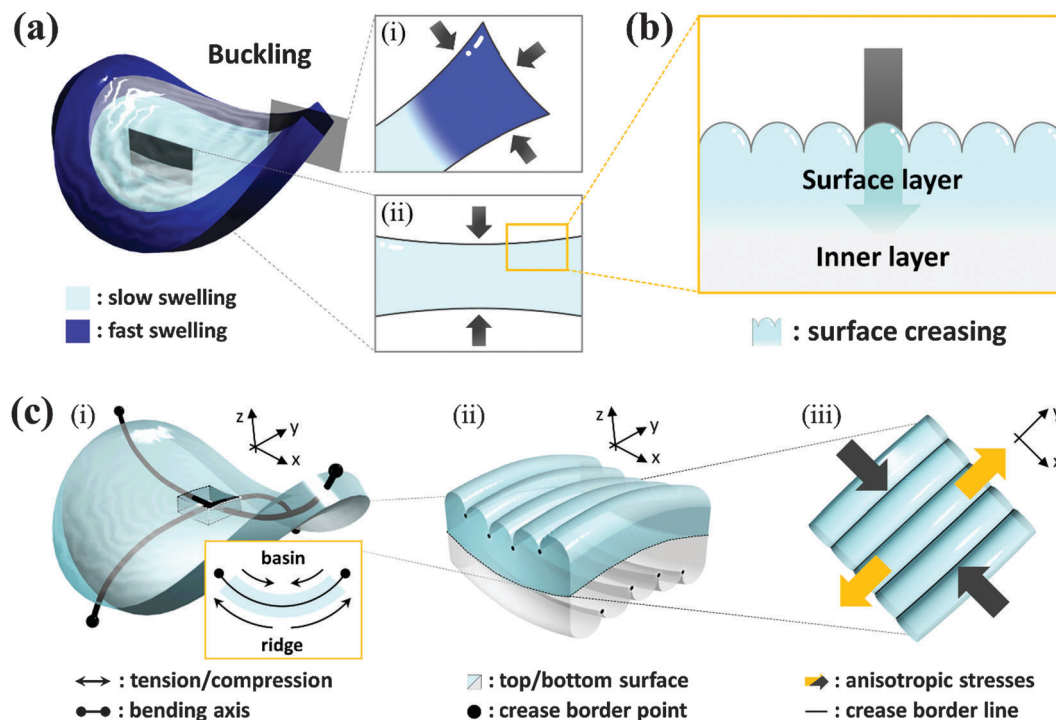 (a)
Buckling
(i)
(ii)
: slow swelling
: fast swelling
(b)
Surface layer
Inner layer
: surface creasing
(c)
(i)
z
y
x
basin
ridge
(ii)
z
y
x
(iii)
y
x
: tension/compression
: bending axis
: top/bottom surface
: crease border point
: anisotropic stresses
: crease border line